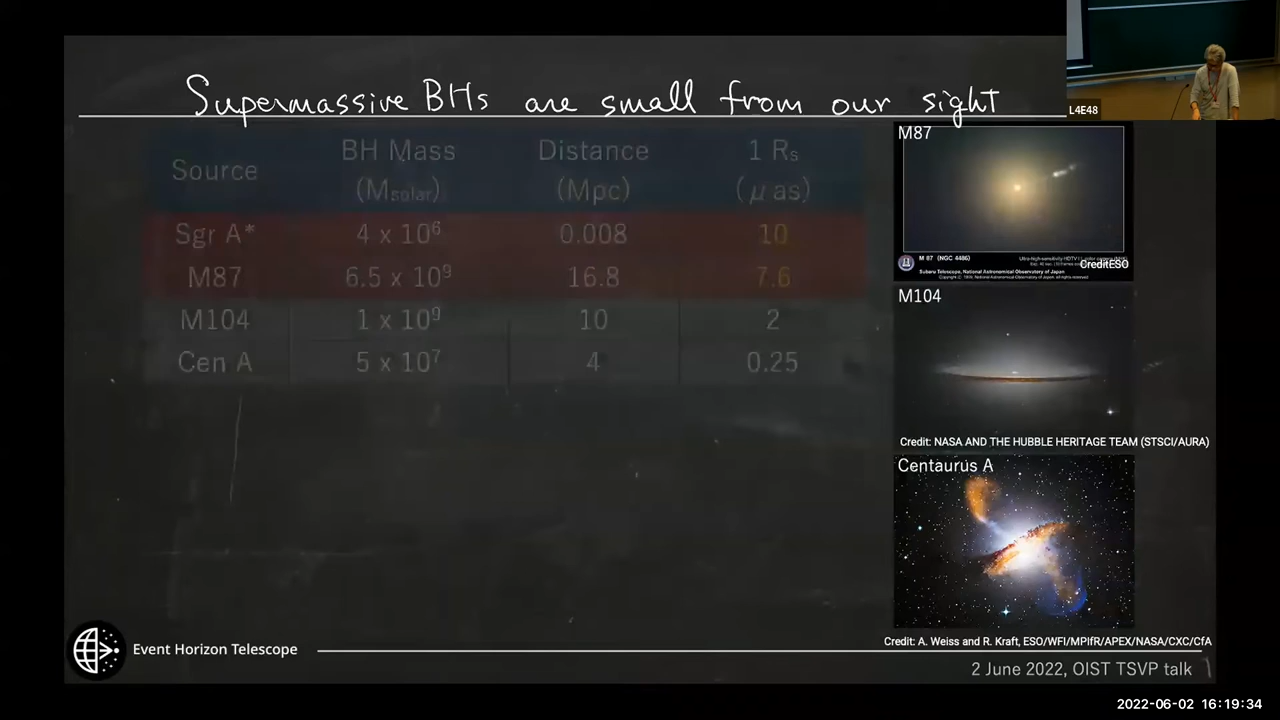 Supermassive BHs are small from our sight
L4E48
Source BH Mass (Msolar) Distance (Mpc) 1 Rs (μas)
Sgr A* 4 x 10⁶ 0.008 10
M87 6.5 x 10⁹ 16.8 7.6
M104 1 x 10⁹ 10 2
Cen A 5 x 10⁷ 4 0.25
M87
M 87 (NGC 4486)
Subaru Telescope, National Astronomical Observatory of Japan
CreditESO
M104
Credit: NASA AND THE HUBBLE HERITAGE TEAM (STSCI/AURA)
Centaurus A
Credit: A. Weiss and R. Kraft, ESO/WFI/MPIfR/APEX/NASA/CXC/CfA
Event Horizon Telescope
2 June 2022, OIST TSVP talk
2022-06-02 16:19:34